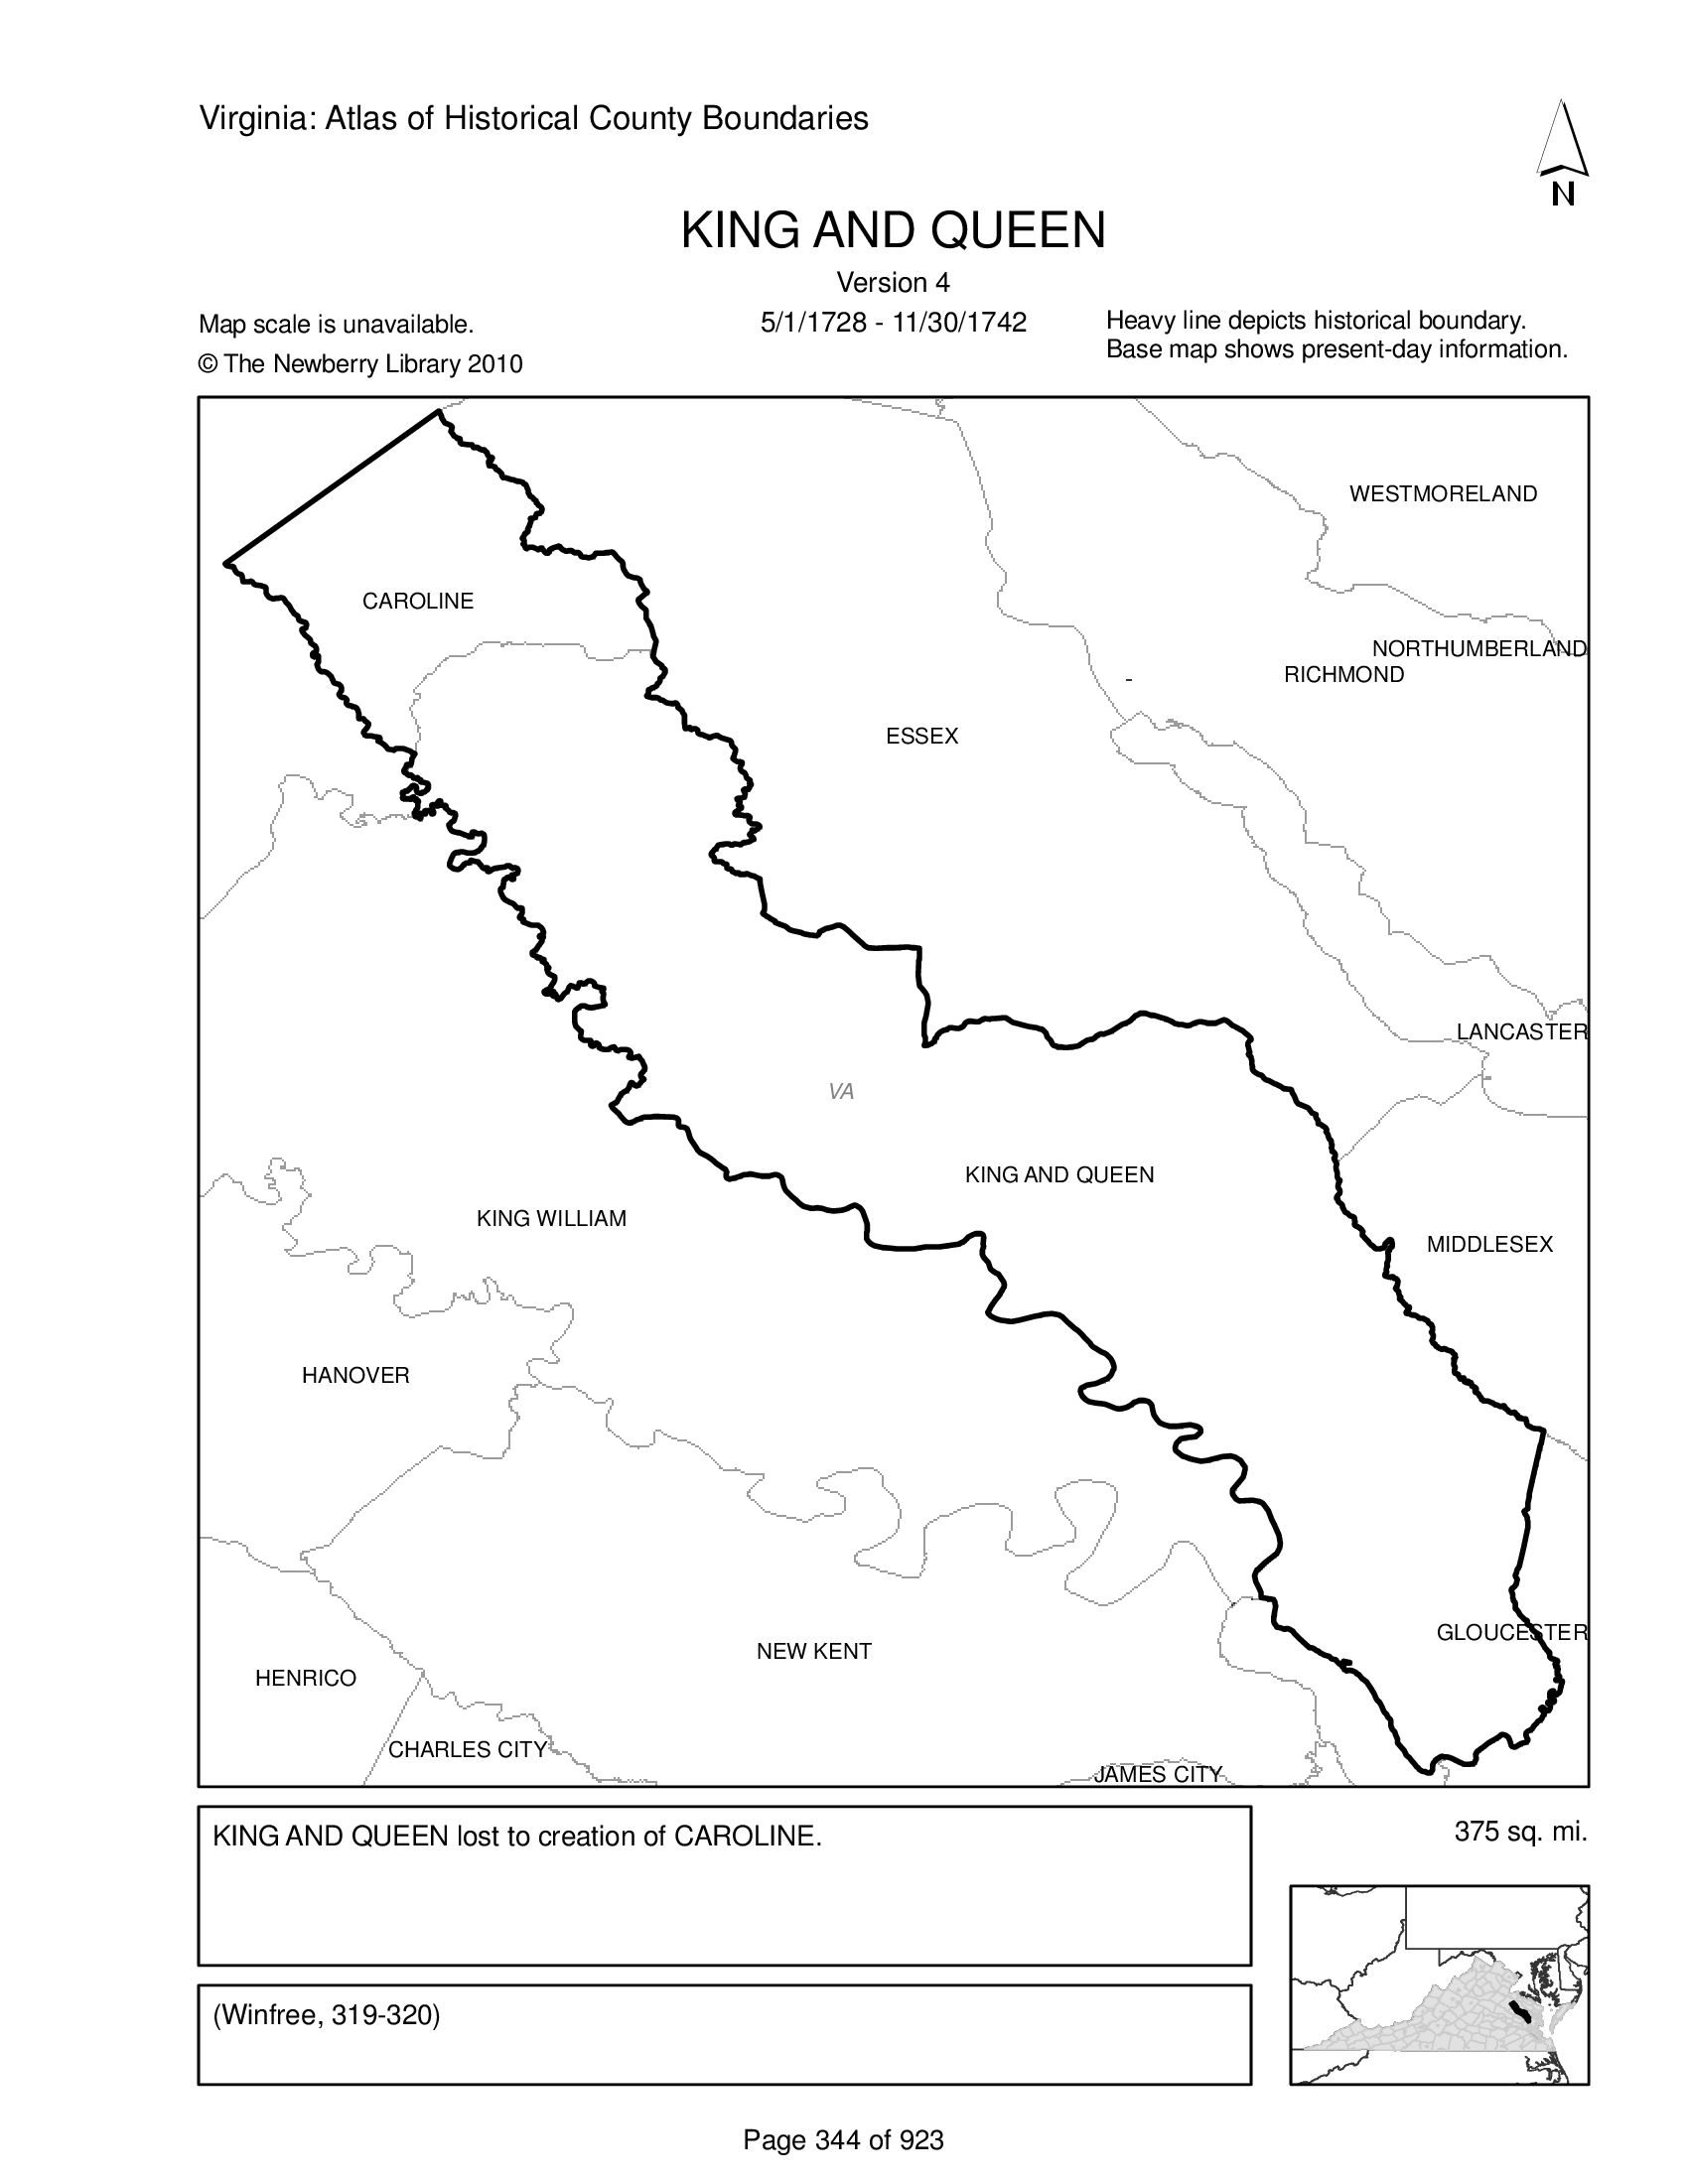 Virginia: Atlas of Historical County Boundaries
N
KING AND QUEEN
Version 4
5/1/1728 - 11/30/1742
Map scale is unavailable.
© The Newberry Library 2010
Heavy line depicts historical boundary.
Base map shows present-day information.
WESTMORELAND
CAROLINE
NORTHUMBERLAND
RICHMOND
ESSEX
LANCASTER
VA
KING AND QUEEN
KING WILLIAM
MIDDLESEX
HANOVER
GLOUCESTER
NEW KENT
HENRICO
CHARLES CITY
JAMES CITY
KING AND QUEEN lost to creation of CAROLINE.
375 sq. mi.
(Winfree, 319-320)
Page 344 of 923